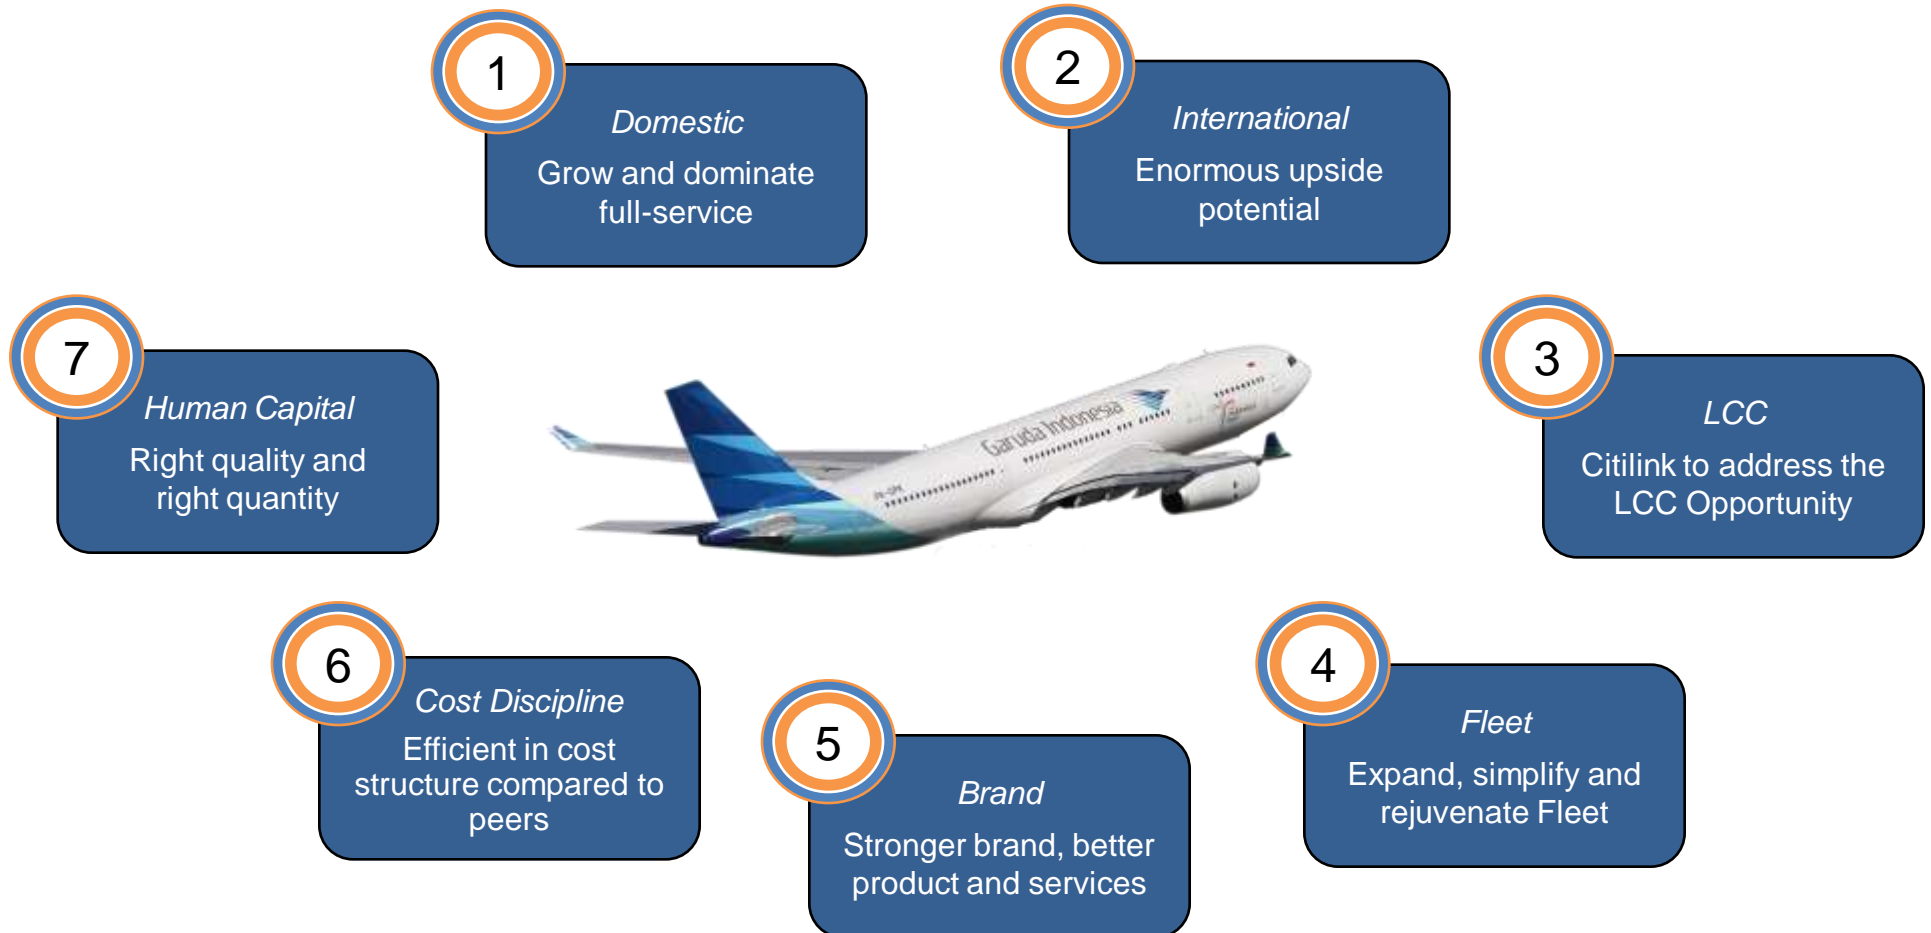 1
Domestic
Grow and dominate
full-service
2
International
Enormous upside
potential
3
LCC
Citilink to address the
LCC Opportunity
4
Fleet
Expand, simplify and
rejuvenate Fleet
5
Brand
Stronger brand, better
product and services
6
Cost Discipline
Efficient in cost
structure compared to
peers
7
Human Capital
Right quality and
right quantity
Garuda Indonesia